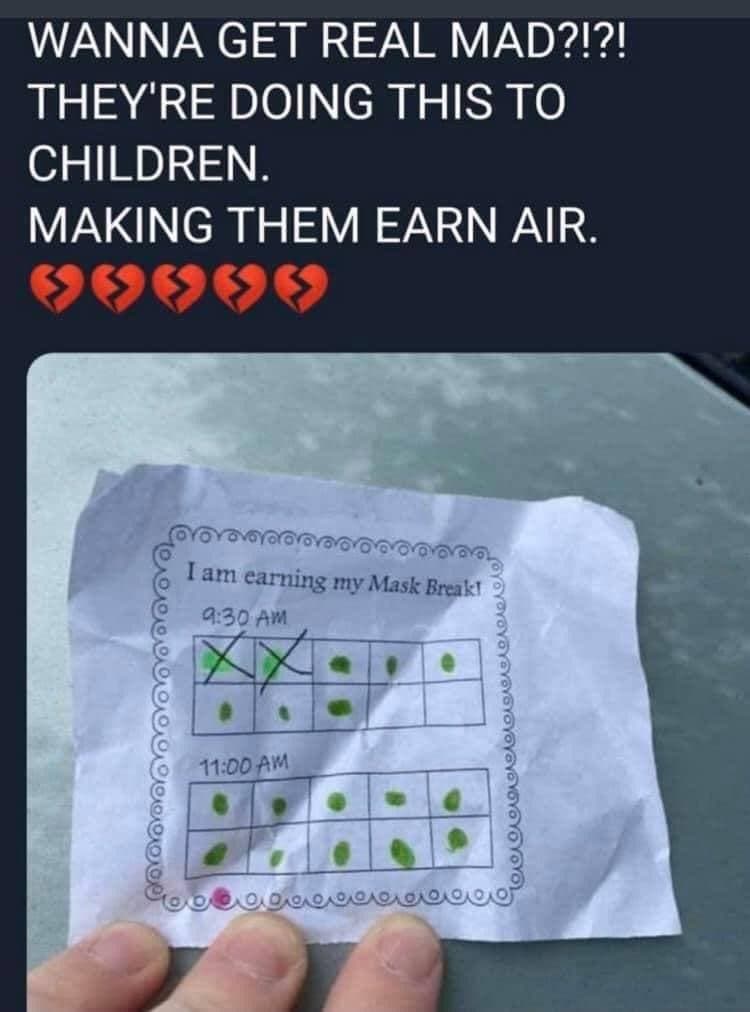 WANNA GET REAL MAD?!?!
THEY'RE DOING THIS TO
CHILDREN.
MAKING THEM EARN AIR.
💔💔💔💔💔
I am earning my Mask Break!
9:30 AM
X X
11:00 AM